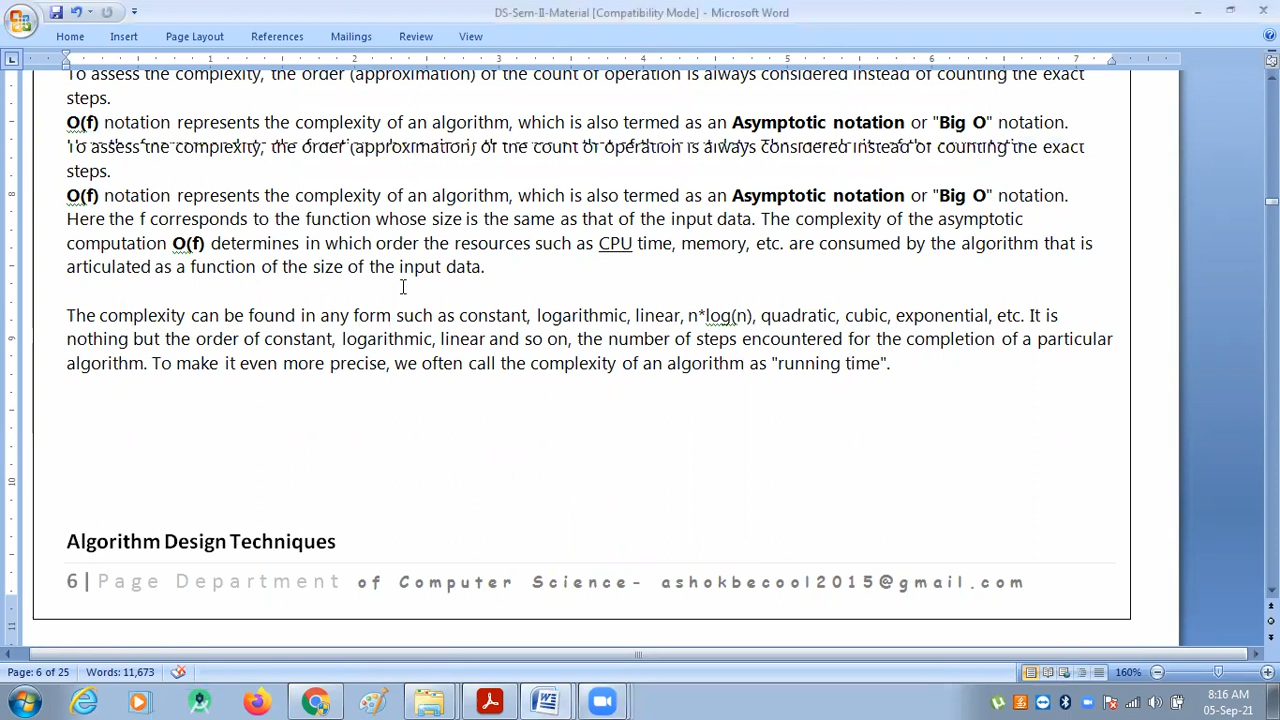 DS-Sem-II-Material [Compatibility Mode] - Microsoft Word
Home Insert Page Layout References Mailings Review View
1 2 3 4 5 6 7
To assess the complexity, the order (approximation) of the count of operation is always considered instead of counting the exact
steps.
O(f) notation represents the complexity of an algorithm, which is also termed as an Asymptotic notation or "Big O" notation.
To assess the complexity, the order (approximation) of the count of operation is always considered instead of counting the exact
steps.
O(f) notation represents the complexity of an algorithm, which is also termed as an Asymptotic notation or "Big O" notation.
Here the f corresponds to the function whose size is the same as that of the input data. The complexity of the asymptotic
computation O(f) determines in which order the resources such as CPU time, memory, etc. are consumed by the algorithm that is
articulated as a function of the size of the input data.
The complexity can be found in any form such as constant, logarithmic, linear, n*log(n), quadratic, cubic, exponential, etc. It is
nothing but the order of constant, logarithmic, linear and so on, the number of steps encountered for the completion of a particular
algorithm. To make it even more precise, we often call the complexity of an algorithm as "running time".
Algorithm Design Techniques
6 | Page Department of Computer Science- ashokbecool2015@gmail.com
8
9
10
11
Page: 6 of 25 Words: 11,673 160%
8:16 AM
05-Sep-21